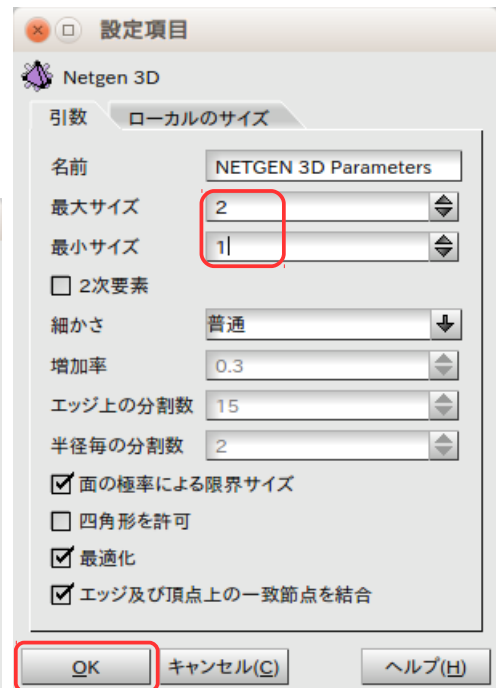 設定項目
Netgen 3D
引数 ローカルのサイズ
名前 NETGEN 3D Parameters
最大サイズ 2
最小サイズ 1
2次要素
細かさ 普通
増加率 0.3
エッジ上の分割数 15
半径毎の分割数 2
面の極率による限界サイズ
四角形を許可
最適化
エッジ及び頂点上の一致節点を結合
OK キャンセル(C) ヘルプ(H)